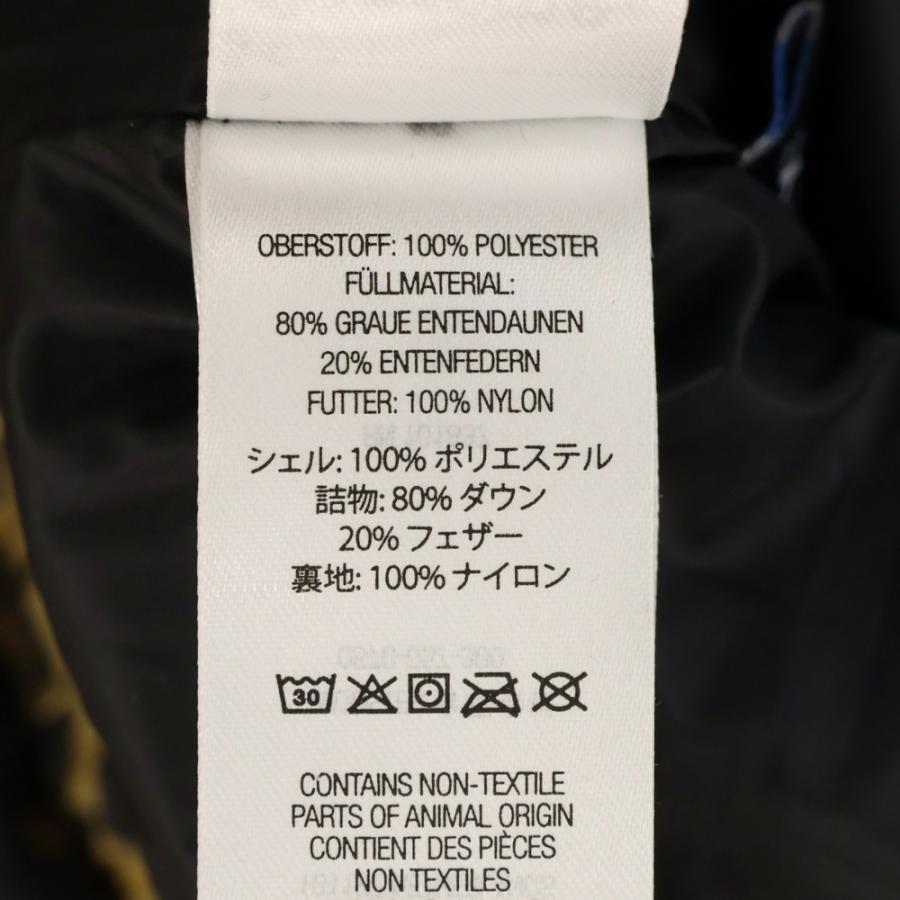 OBERSTOFF: 100% POLYESTER
FÜLLMATERIAL:
80% GRAUE ENTENDAUNEN
20% ENTENFEDERN
FUTTER: 100% NYLON
シェル: 100% ポリエステル
詰物: 80% ダウン
20% フェザー
裏地: 100% ナイロン
30
CONTAINS NON-TEXTILE
PARTS OF ANIMAL ORIGIN
CONTIENT DES PIÈCES
NON TEXTILES